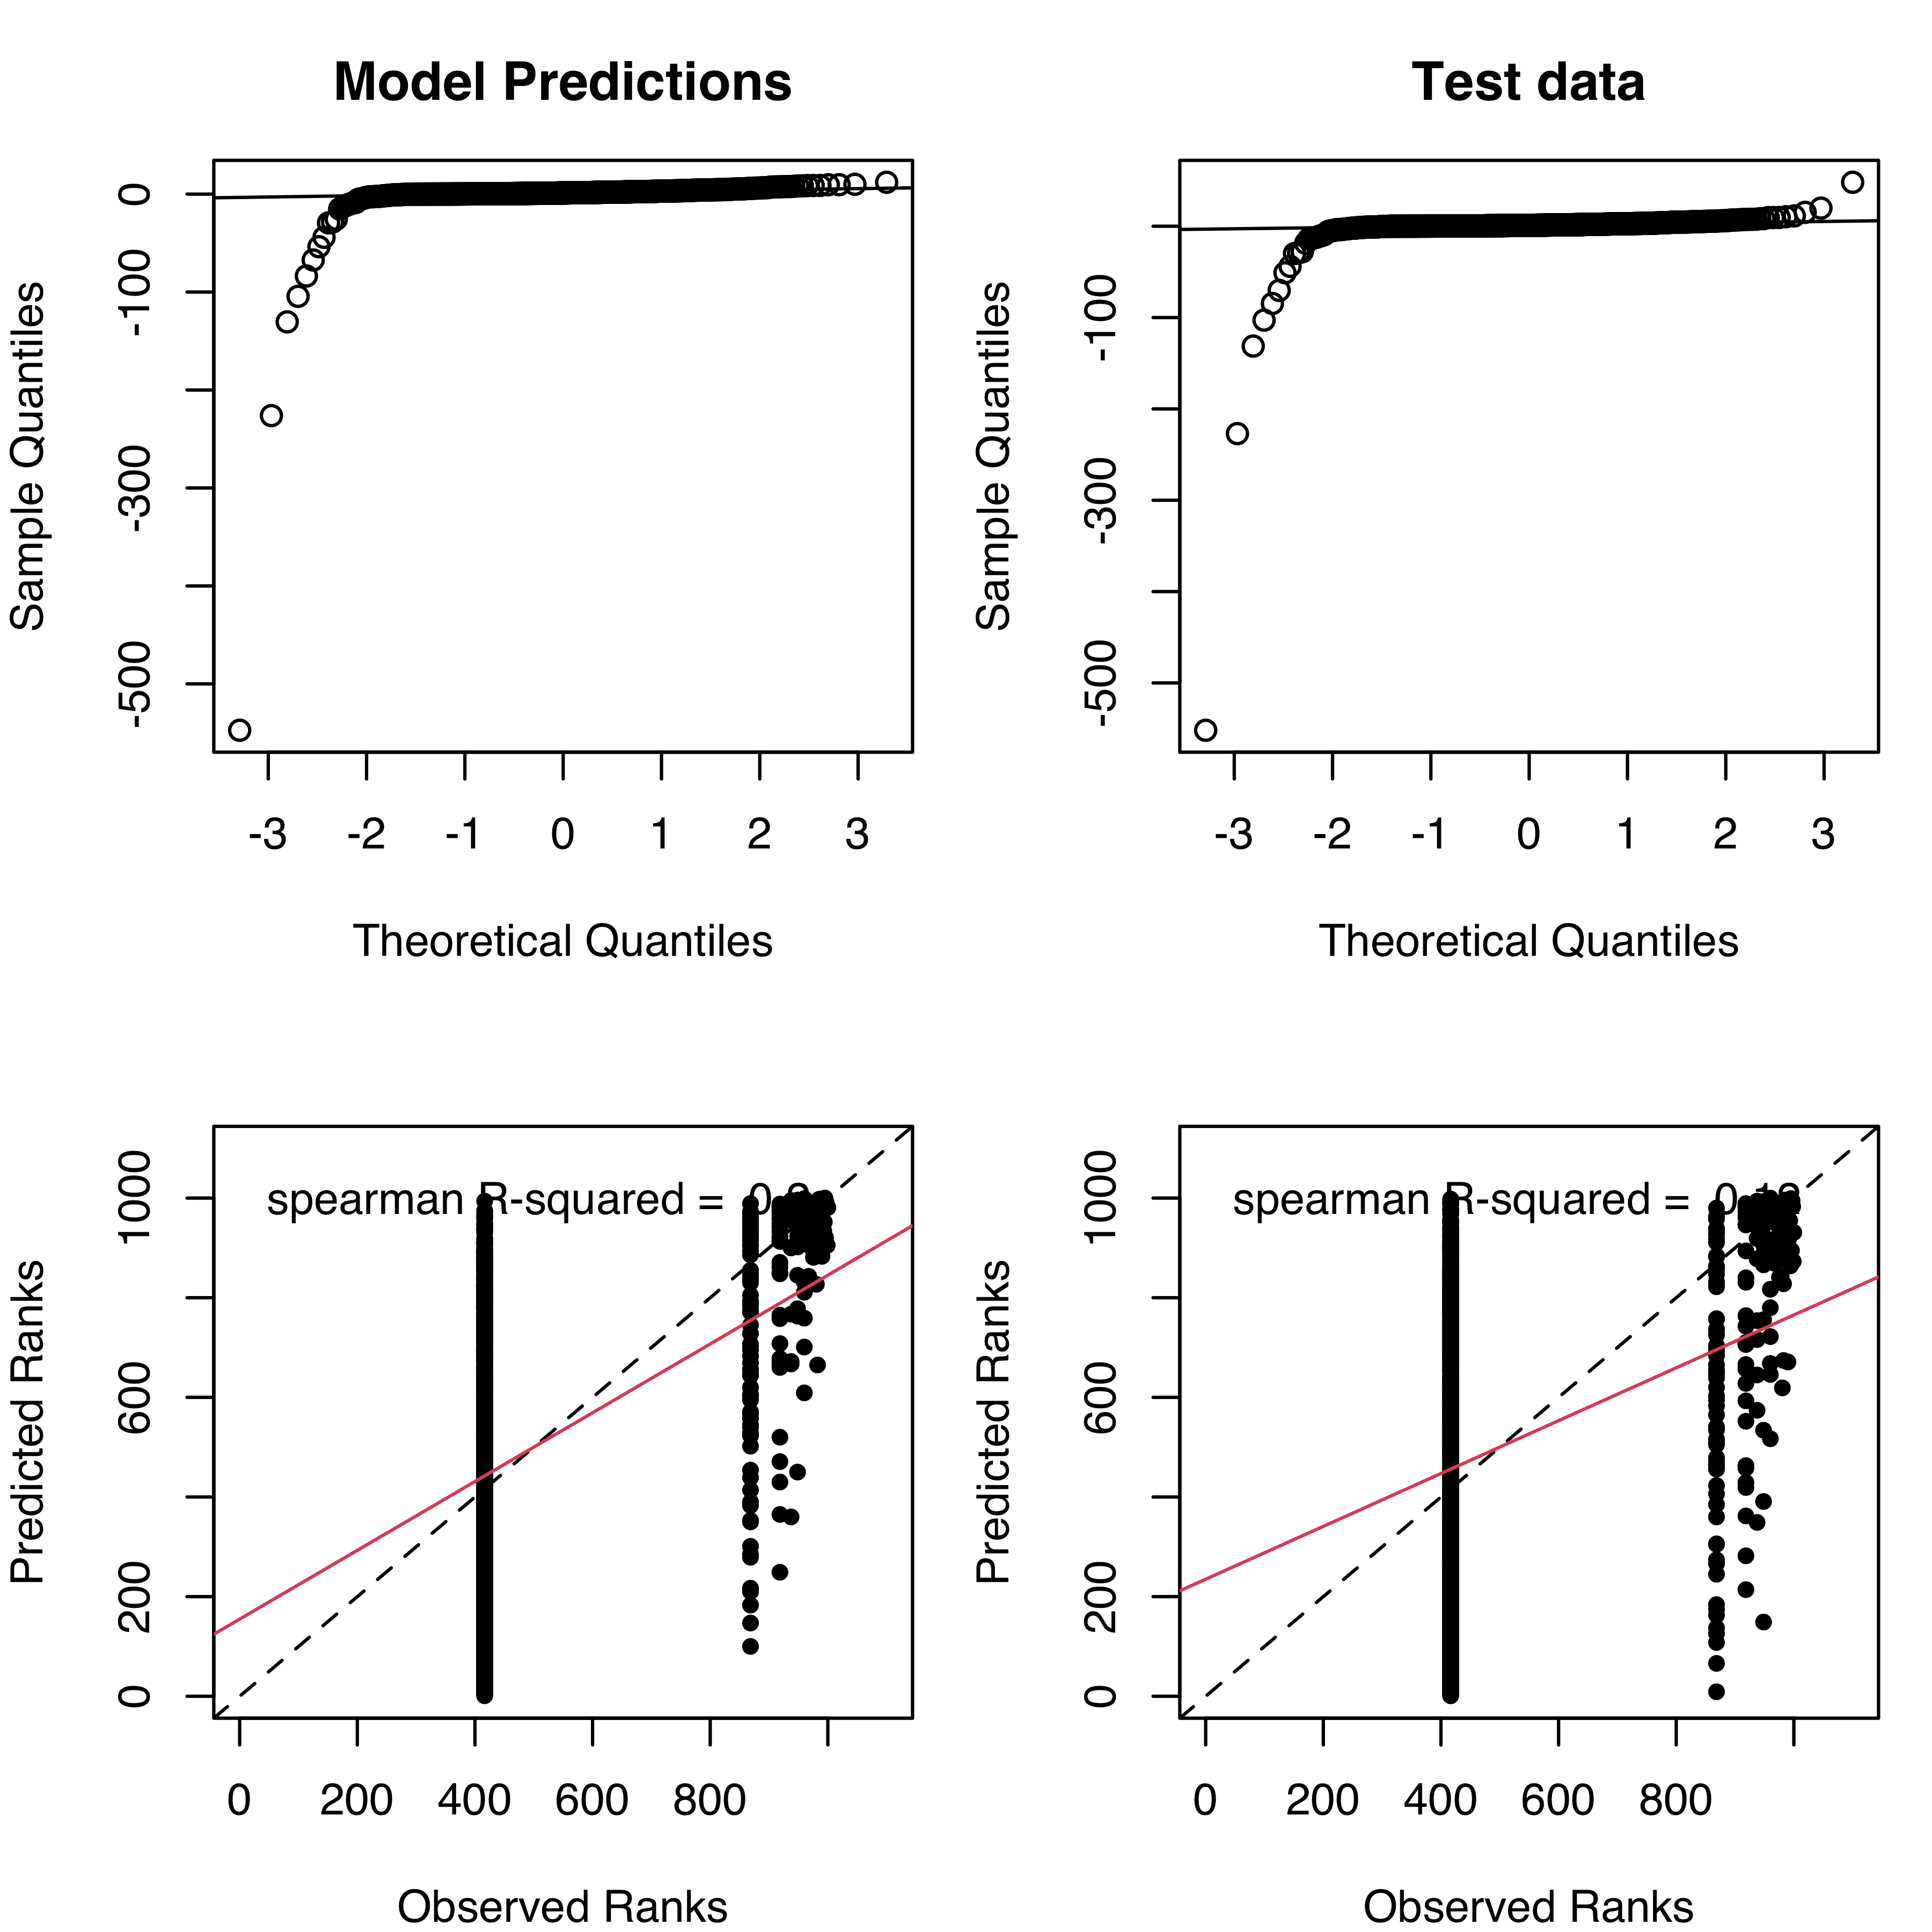 Model Predictions
Test data
Sample Quantiles
0
-100
-300
-500
-3 -2 -1 0 1 2 3
Theoretical Quantiles
Sample Quantiles
-100
-300
-500
-3 -2 -1 0 1 2 3
Theoretical Quantiles
Predicted Ranks
1000
600
200
0
spearman R-squared =
0 200 400 600 800
Observed Ranks
Predicted Ranks
1000
600
200
0
spearman R-squared =
0 200 400 600 800
Observed Ranks